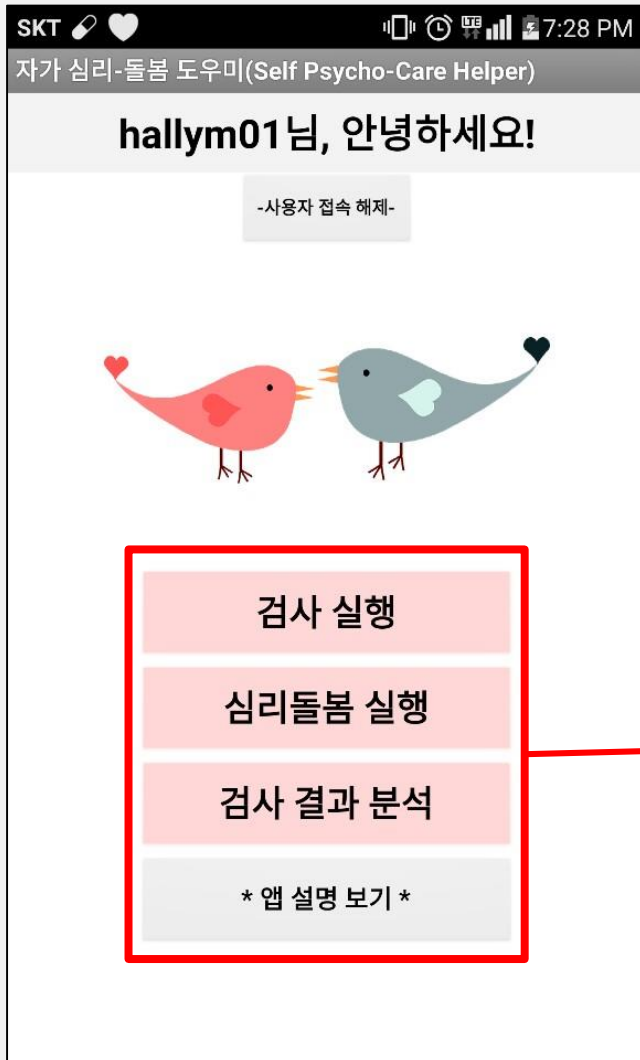 SKT LTE 7:28 PM
자가 심리-돌봄 도우미(Self Psycho-Care Helper)
hallym01님, 안녕하세요!
-사용자 접속 해제-
검사 실행
심리돌봄 실행
검사 결과 분석
* 앱 설명 보기 *